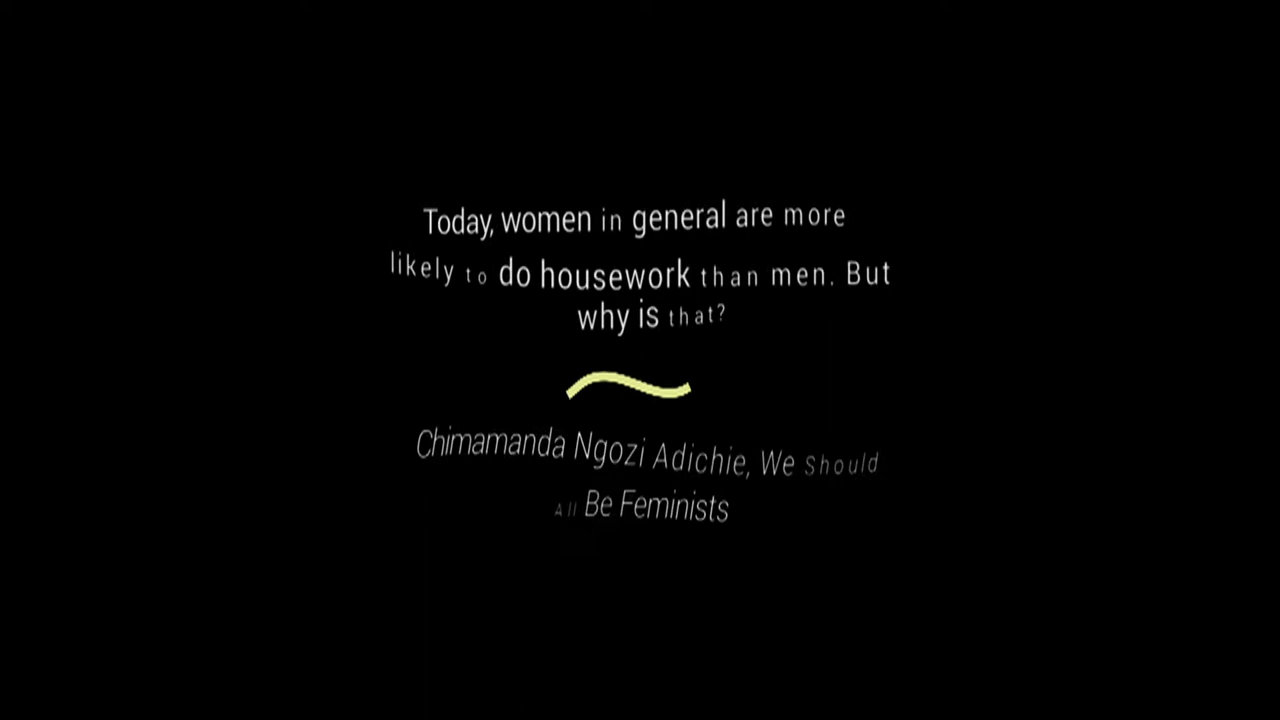 Today, women in general are more
likely to do housework than men. But
why is that?
Chimamanda Ngozi Adichie, We Should
All Be Feminists